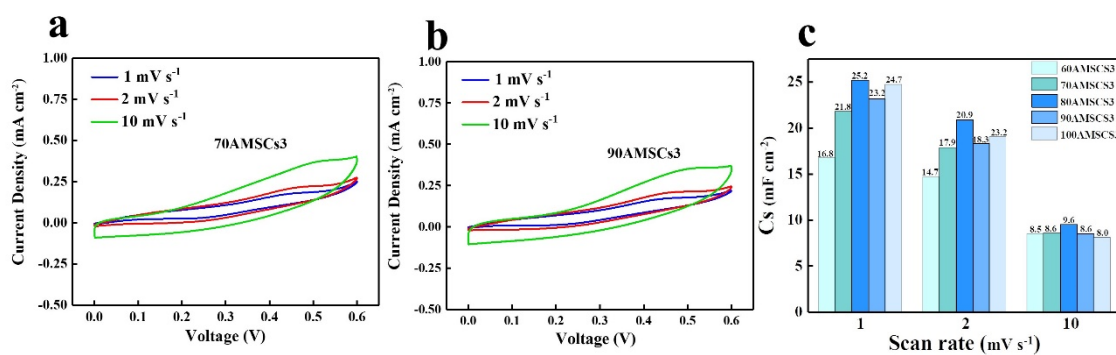 a
1.00
0.75
0.50
0.25
0.00
-0.25
-0.50
Current Density (mA cm⁻²)
1 mV s⁻¹
2 mV s⁻¹
10 mV s⁻¹
70AMSCs3
0.0 0.1 0.2 0.3 0.4 0.5 0.6
Voltage (V)
b
1.00
0.75
0.50
0.25
0.00
-0.25
-0.50
Current Density (mA cm⁻²)
1 mV s⁻¹
2 mV s⁻¹
10 mV s⁻¹
90AMSCs3
0.0 0.1 0.2 0.3 0.4 0.5 0.6
Voltage (V)
c
25
20
15
10
5
Cs (mF cm⁻²)
60AMSCS3
70AMSCS3
80AMSCS3
90AMSCS3
100AMSCS.
16.8 21.8 25.2 23.2 24.7
14.7 17.9 20.9 18.3 23.2
8.5 8.6 9.6 8.6 8.0
1 2 10
Scan rate (mV s⁻¹)